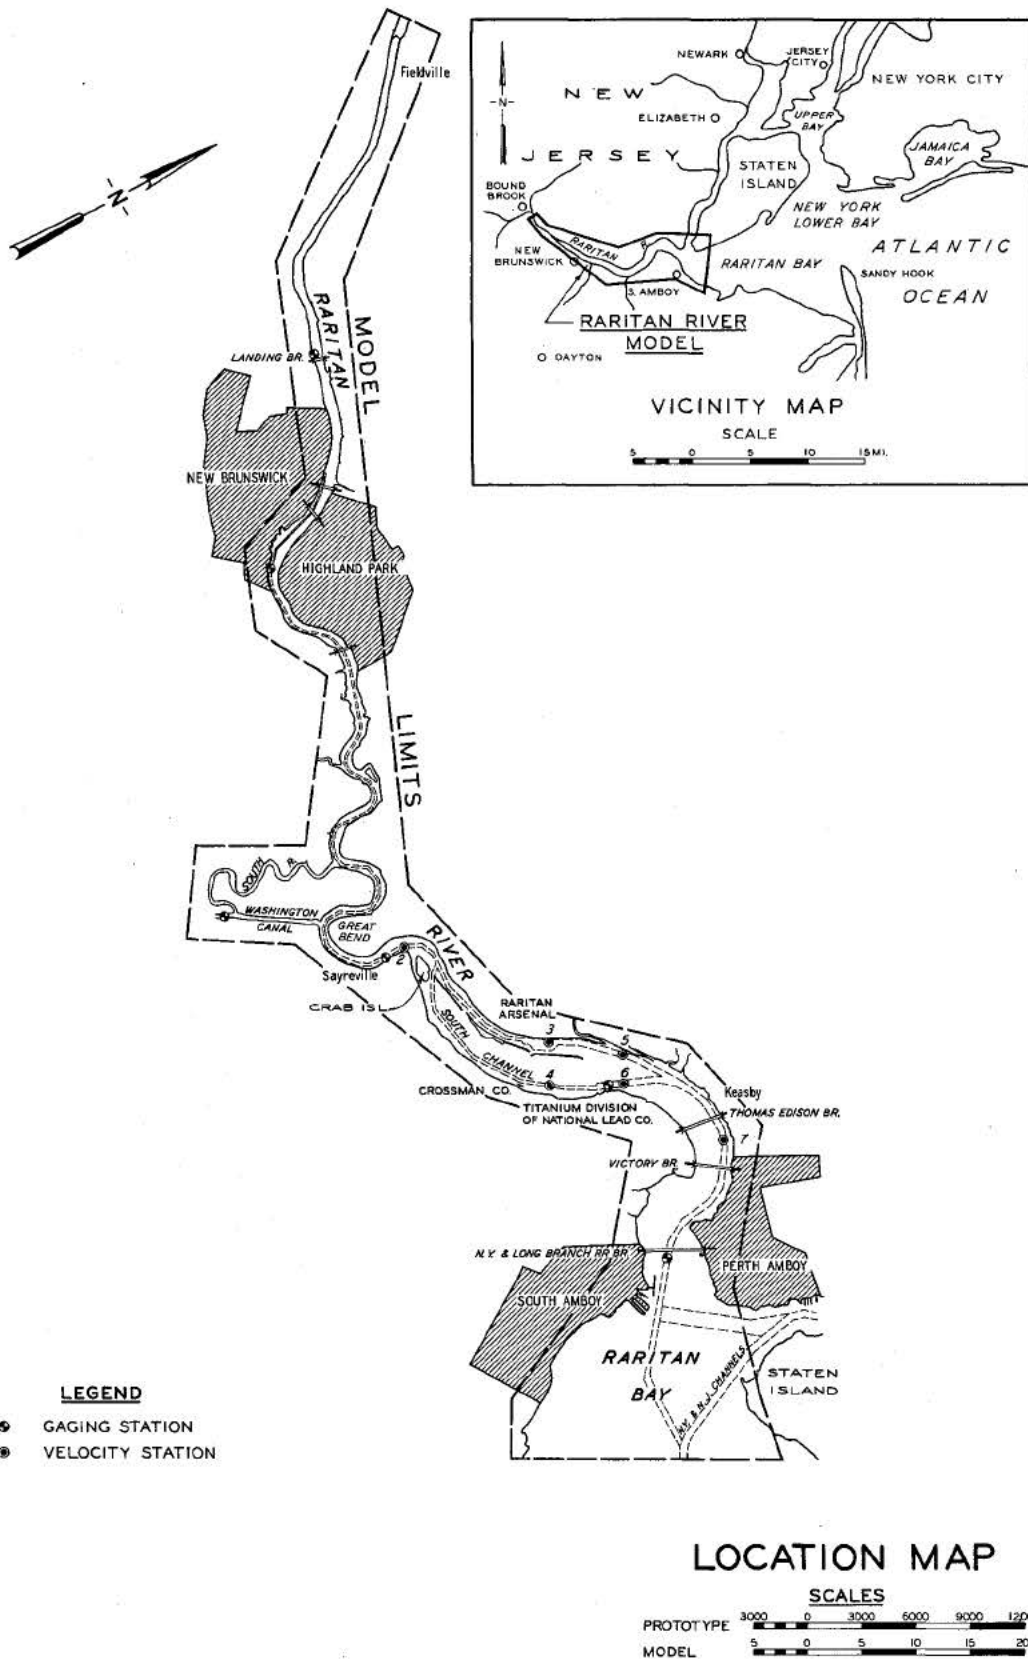 Fieldville
-N-
NEWARK
JERSEY
CITY
NEW YORK CITY
NEW
ELIZABETH
UPPER
BAY
JAMAICA
BAY
JERSEY
STATEN
ISLAND
BOUND
BROOK
NEW YORK
LOWER BAY
RARITAN
R.
ATLANTIC
OCEAN
NEW
BRUNSWICK
RARITAN BAY
SANDY HOOK
S. AMBOY
RARITAN RIVER
MODEL
DAYTON
VICINITY MAP
SCALE
5 0 5 10 15 MI.
-N-
RARITAN
MODEL
LANDING BR.
NEW BRUNSWICK
HIGHLAND PARK
LIMITS
SOUTH R.
WASHINGTON
CANAL
GREAT
BEND
RIVER
2
Sayreville
CRAB ISL.
RARITAN
ARSENAL
SOUTH
CHANNEL
3
5
4
6
CROSSMAN CO.
Keasby
TITANIUM DIVISION
OF NATIONAL LEAD CO.
THOMAS EDISON BR.
7
VICTORY BR.
N.Y. & LONG BRANCH RR BR.
PERTH AMBOY
SOUTH AMBOY
RARITAN
BAY
N.Y. & N.J. CHANNELS
STATEN
ISLAND
LEGEND
GAGING STATION
VELOCITY STATION
LOCATION MAP
SCALES
PROTOTYPE 3000 0 3000 6000 9000 120
MODEL 5 0 5 10 15 20